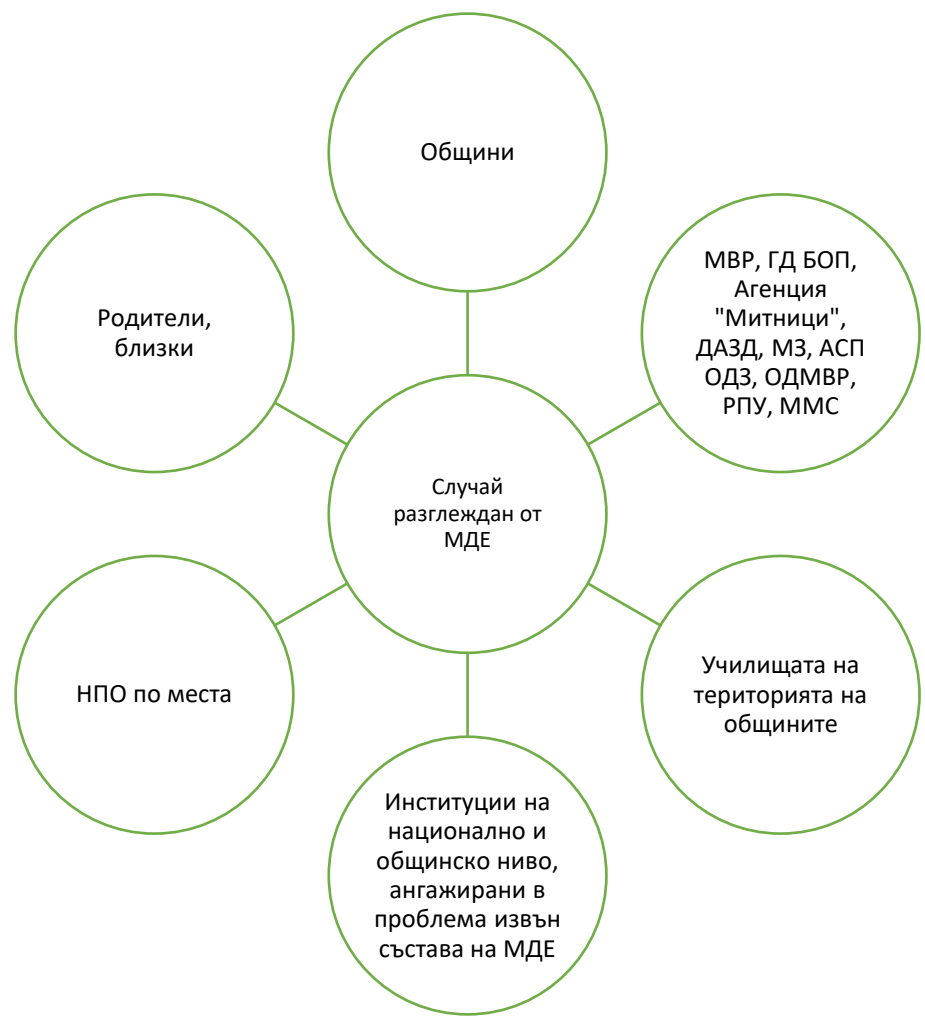 Общини
МВР, ГД БОП,
Агенция
"Митници",
ДАЗД, МЗ, АСП
ОДЗ, ОДМВР,
РПУ, ММС
Родители,
близки
Случай
разглеждан от
МДЕ
НПО по места
Училищата на
територията на
общините
Институции на
национално и
общинско ниво,
ангажирани в
проблема извън
състава на МДЕ